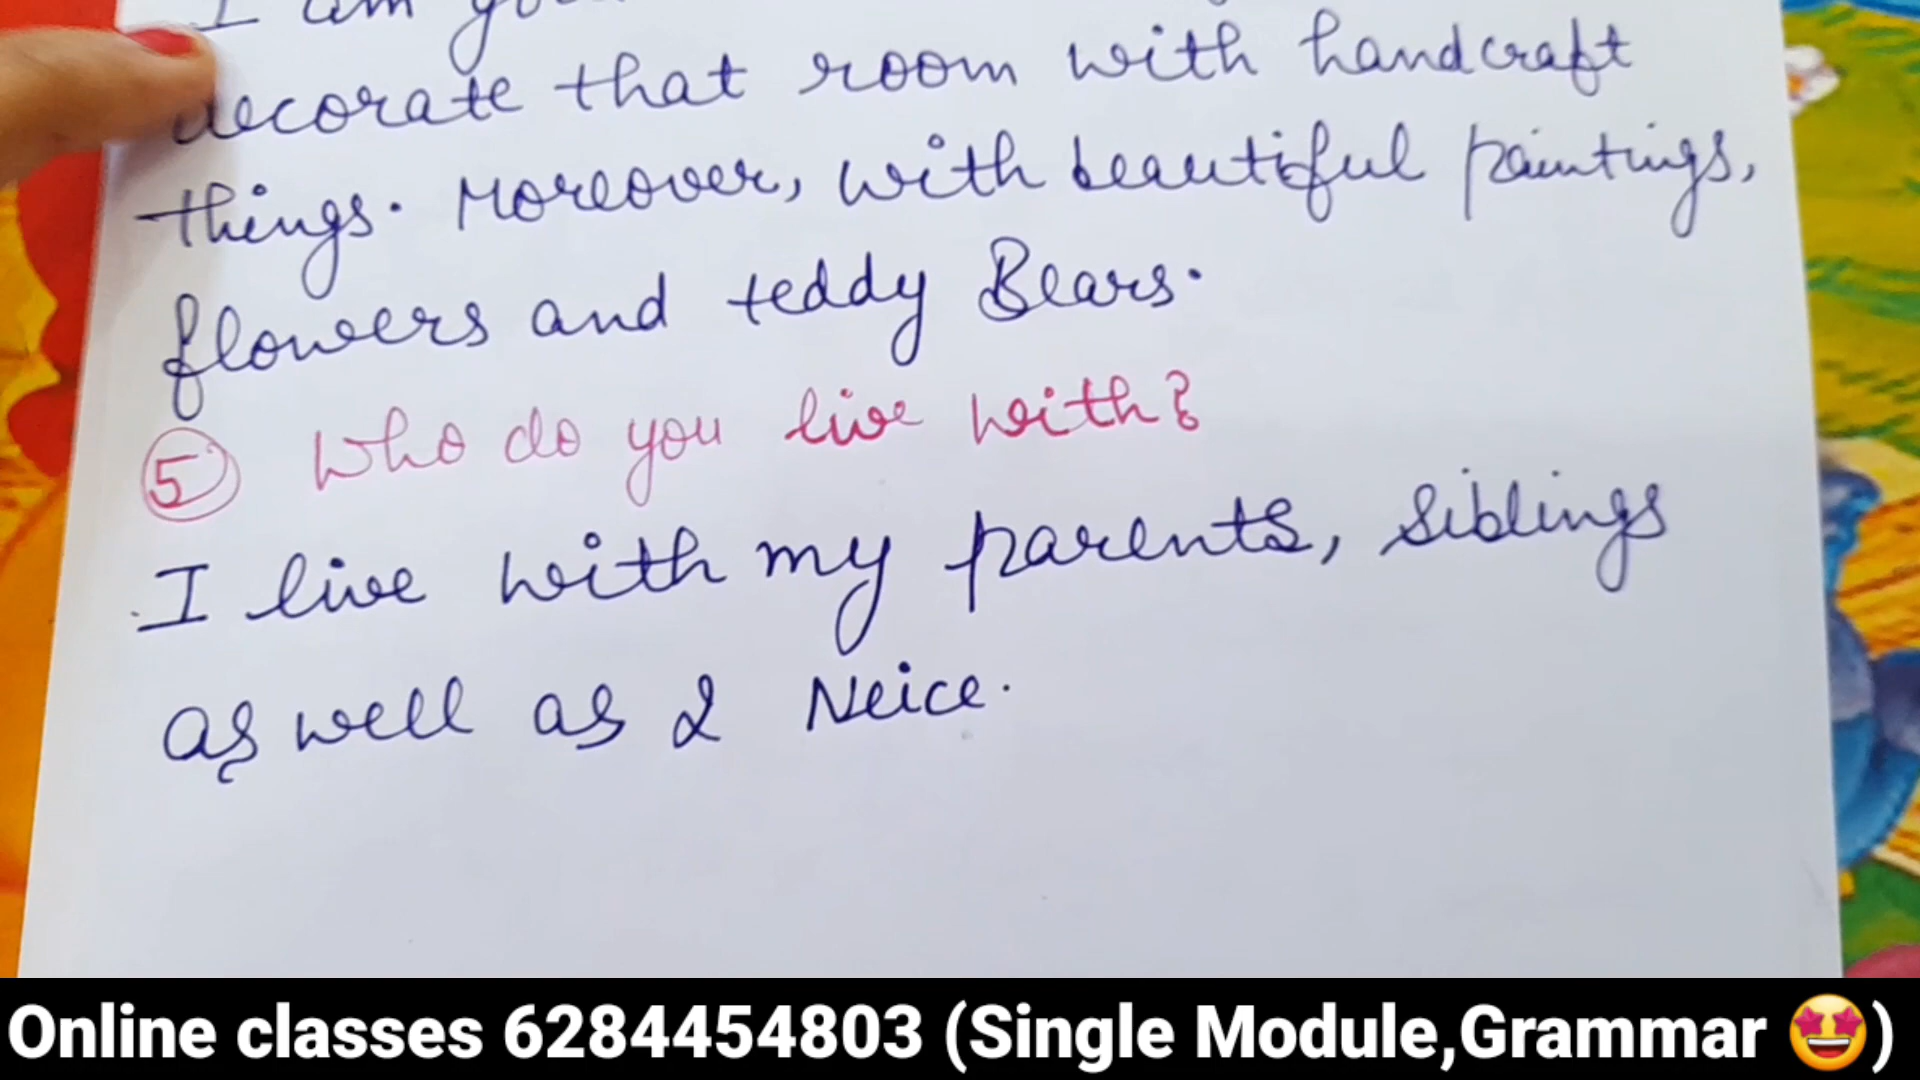 I am
decorate that room with handcraft
things. Moreover, with beautiful paintings,
flowers and teddy Bears.
5 Who do you live with?
I live with my parents, siblings
as well as 2 Neice.
Online classes 6284454803 (Single Module,Grammar 🤩)